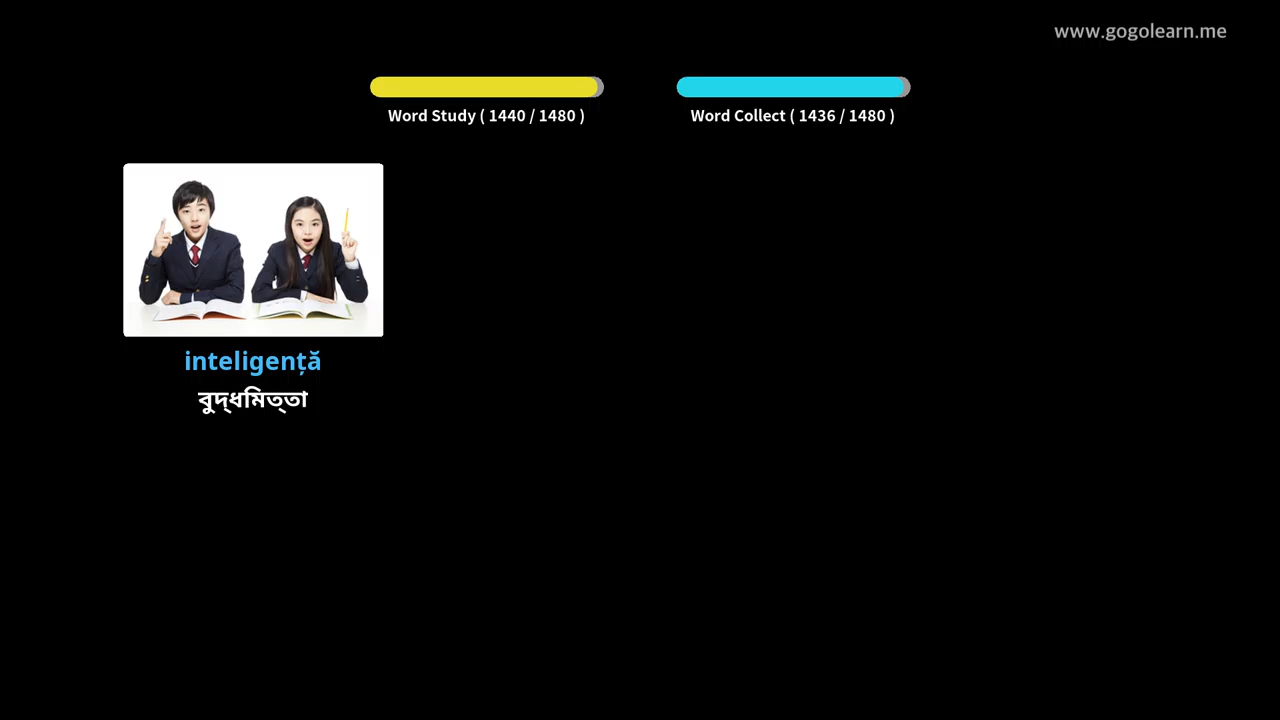 www.gogolearn.me
Word Study ( 1440 / 1480 )
Word Collect ( 1436 / 1480 )
inteligență
বুদ্ধিমত্তা